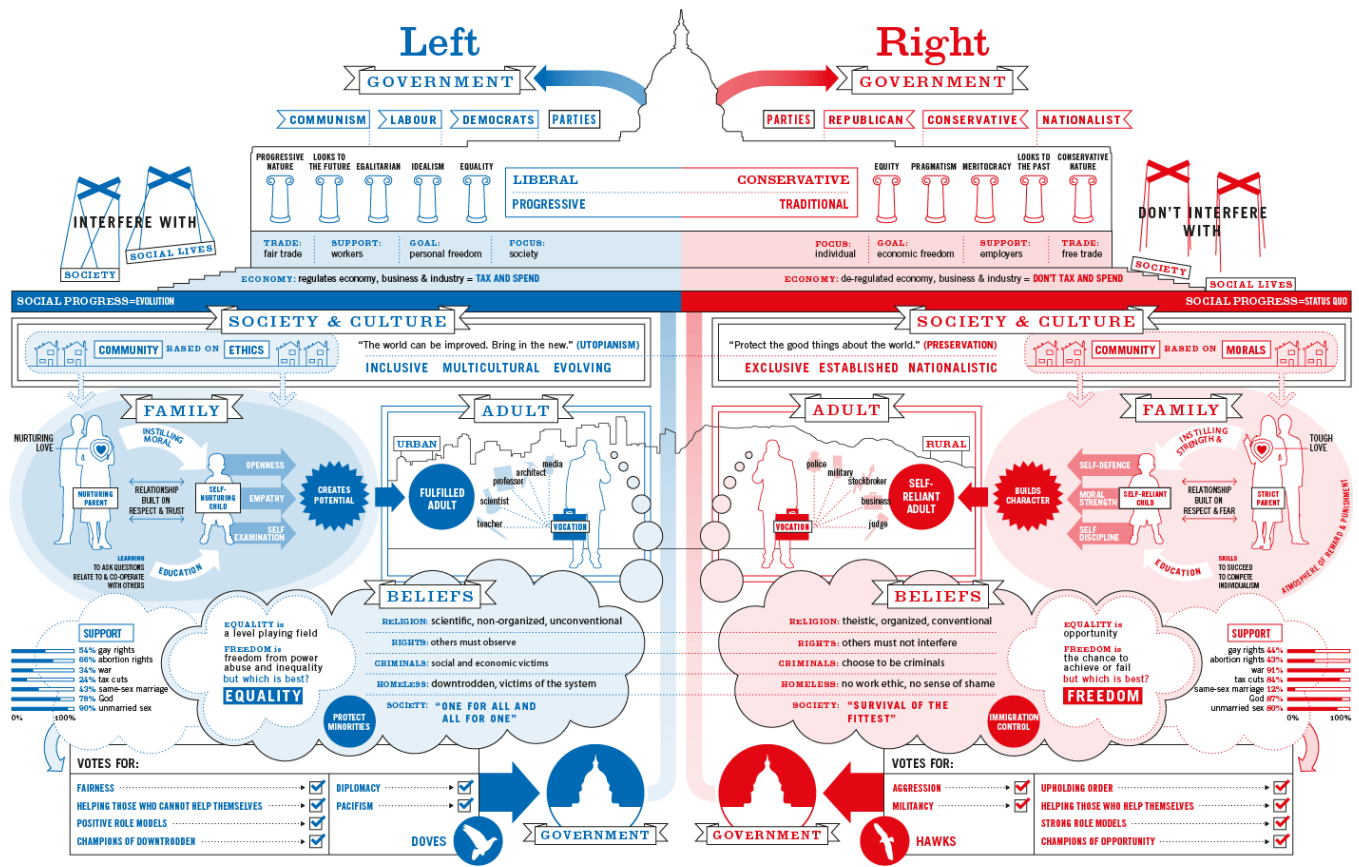 Left
Right
GOVERNMENT
GOVERNMENT
COMMUNISM
LABOUR
DEMOCRATS
PARTIES
PARTIES
REPUBLICAN
CONSERVATIVE
NATIONALIST
PROGRESSIVE
NATURE
LOOKS TO
THE FUTURE
EGALITARIAN
IDEALISM
EQUALITY
LIBERAL
CONSERVATIVE
PROGRESSIVE
TRADITIONAL
EQUITY
PRAGMATISM
MERITOCRACY
LOOKS TO
THE PAST
CONSERVATIVE
NATURE
INTERFERE WITH
SOCIAL LIVES
SOCIETY
DON'T INTERFERE
WITH
SOCIETY
SOCIAL LIVES
TRADE:
fair trade
SUPPORT:
workers
GOAL:
personal freedom
FOCUS:
society
FOCUS:
individual
GOAL:
economic freedom
SUPPORT:
employers
TRADE:
free trade
ECONOMY: regulates economy, business & industry = TAX AND SPEND
ECONOMY: de-regulated economy, business & industry = DON'T TAX AND SPEND
SOCIAL PROGRESS=EVOLUTION
SOCIAL PROGRESS=STATUS QUO
SOCIETY & CULTURE
SOCIETY & CULTURE
COMMUNITY BASED ON ETHICS
"The world can be improved. Bring in the new." (UTOPIANISM)
INCLUSIVE MULTICULTURAL EVOLVING
"Protect the good things about the world." (PRESERVATION)
EXCLUSIVE ESTABLISHED NATIONALISTIC
COMMUNITY BASED ON MORALS
FAMILY
NURTURING
LOVE
INSTILLING
MORAL
NURTURING
PARENT
RELATIONSHIP
BUILT ON
RESPECT & TRUST
SELF-
NURTURING
CHILD
OPENNESS
EMPATHY
SELF
EXAMINATION
CREATES
POTENTIAL
LEARNING
TO ASK QUESTIONS
RELATE TO & CO-OPERATE
WITH OTHERS
EDUCATION
ADULT
URBAN
FULFILLED
ADULT
media
architect
professor
scientist
teacher
VOCATION
ADULT
RURAL
police
military
stockbroker
business
judge
VOCATION
SELF-
RELIANT
ADULT
FAMILY
INSTILLING
STRENGTH &
TOUGH
LOVE
BUILDS
CHARACTER
SELF-DEFENCE
MORAL
STRENGTH
SELF
DISCIPLINE
SELF-RELIANT
CHILD
RELATIONSHIP
BUILT ON
RESPECT & FEAR
STRICT
PARENT
EDUCATION
SKILLS
TO SUCCEED
TO COMPETE
INDIVIDUALISM
ATMOSPHERE OF REWARD & PUNISHMENT
BELIEFS
BELIEFS
SUPPORT
54% gay rights
66% abortion rights
34% war
24% tax cuts
43% same-sex marriage
78% God
90% unmarried sex
0% 100%
EQUALITY is
a level playing field
FREEDOM is
freedom from power
abuse and inequality
but which is best?
EQUALITY
RELIGION: scientific, non-organized, unconventional
RIGHTS: others must observe
CRIMINALS: social and economic victims
HOMELESS: downtrodden, victims of the system
SOCIETY: "ONE FOR ALL AND
ALL FOR ONE"
PROTECT
MINORITIES
RELIGION: theistic, organized, conventional
RIGHTS: others must not interfere
CRIMINALS: choose to be criminals
HOMELESS: no work ethic, no sense of shame
SOCIETY: "SURVIVAL OF THE
FITTEST"
IMMIGRATION
CONTROL
EQUALITY is
opportunity
FREEDOM is
the chance to
achieve or fail
but which is best?
FREEDOM
SUPPORT
gay rights 44%
abortion rights 43%
war 91%
tax cuts 84%
same-sex marriage 12%
God 87%
unmarried sex 80%
0% 100%
VOTES FOR:
FAIRNESS
HELPING THOSE WHO CANNOT HELP THEMSELVES
POSITIVE ROLE MODELS
CHAMPIONS OF DOWNTRODDEN
DIPLOMACY
PACIFISM
DOVES
GOVERNMENT
GOVERNMENT
VOTES FOR:
AGGRESSION
MILITANCY
HAWKS
UPHOLDING ORDER
HELPING THOSE WHO HELP THEMSELVES
STRONG ROLE MODELS
CHAMPIONS OF OPPORTUNITY